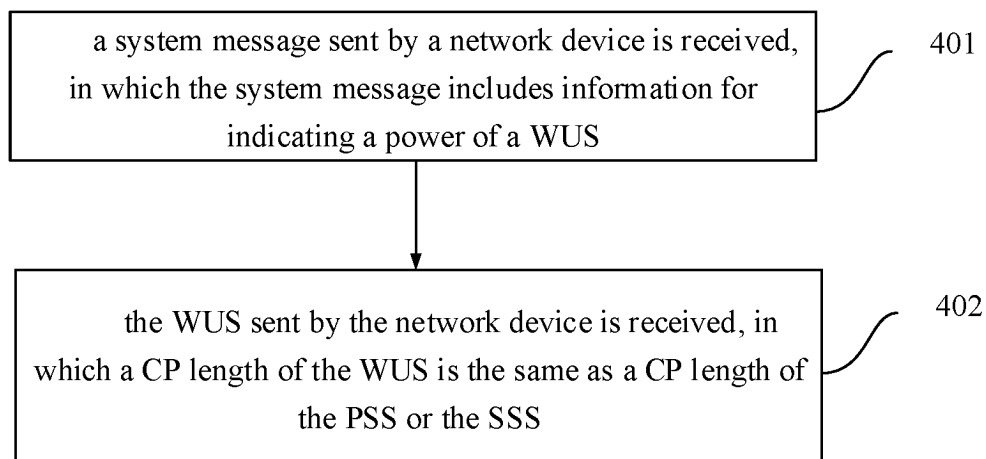 a system message sent by a network device is received,
in which the system message includes information for
indicating a power of a WUS
401
the WUS sent by the network device is received, in
which a CP length of the WUS is the same as a CP length of
the PSS or the SSS
402